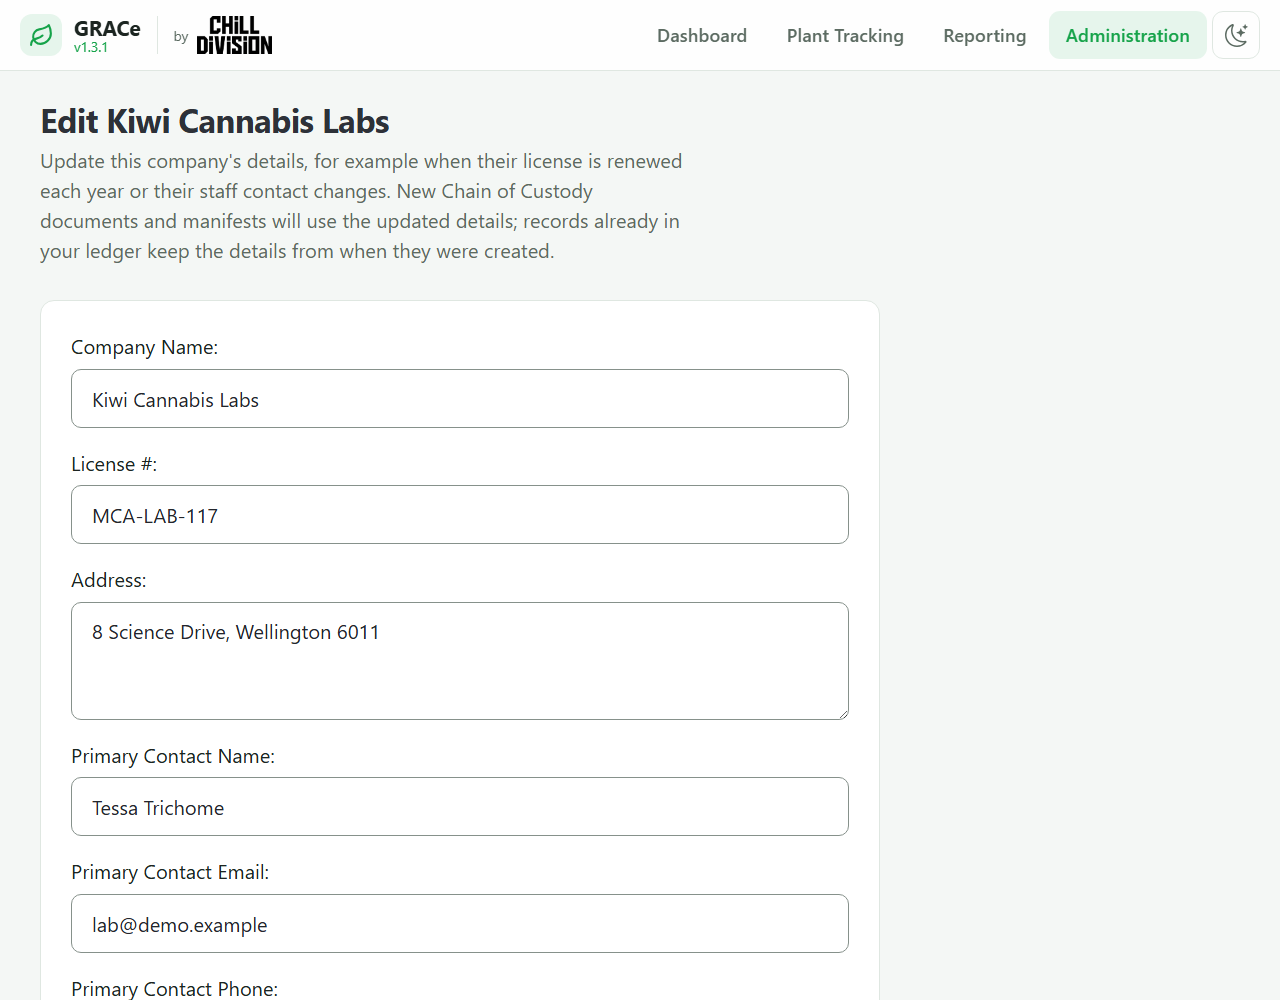 GRACe
v1.3.1
by
CHILL
DIVISION
Dashboard
Plant Tracking
Reporting
Administration
Edit Kiwi Cannabis Labs
Update this company's details, for example when their license is renewed
each year or their staff contact changes. New Chain of Custody
documents and manifests will use the updated details; records already in
your ledger keep the details from when they were created.
Company Name:
Kiwi Cannabis Labs
License #:
MCA-LAB-117
Address:
8 Science Drive, Wellington 6011
Primary Contact Name:
Tessa Trichome
Primary Contact Email:
lab@demo.example
Primary Contact Phone: